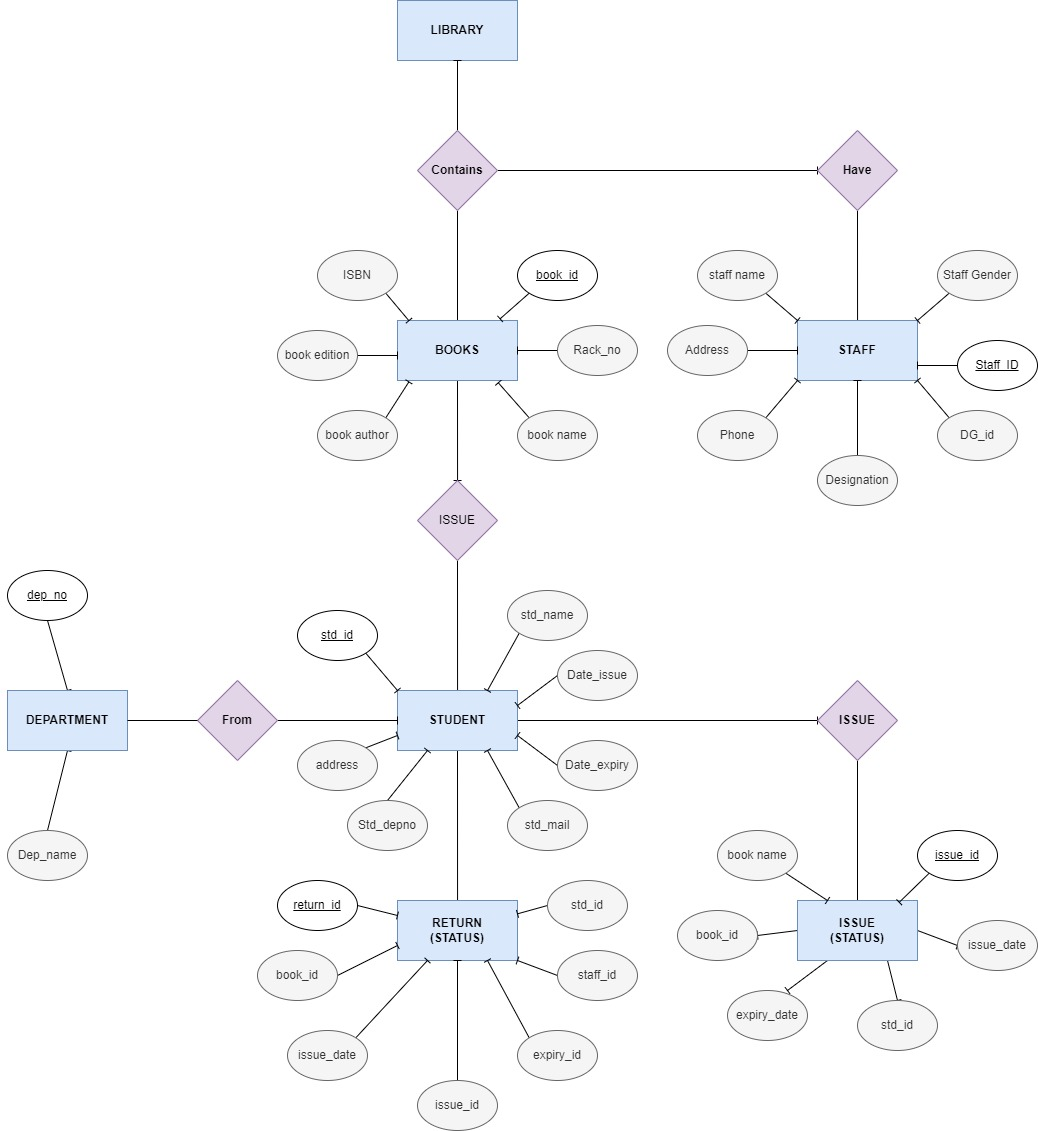 LIBRARY
Contains
Have
ISBN
book_id
staff name
Staff Gender
book edition
BOOKS
Rack_no
Address
STAFF
Staff_ID
book author
book name
Phone
DG_id
Designation
ISSUE
dep_no
std_id
std_name
Date_issue
DEPARTMENT
From
STUDENT
ISSUE
address
Date_expiry
Std_depno
std_mail
Dep_name
book name
issue_id
return_id
RETURN
(STATUS)
std_id
ISSUE
(STATUS)
book_id
issue_date
book_id
staff_id
expiry_date
std_id
issue_date
expiry_id
issue_id